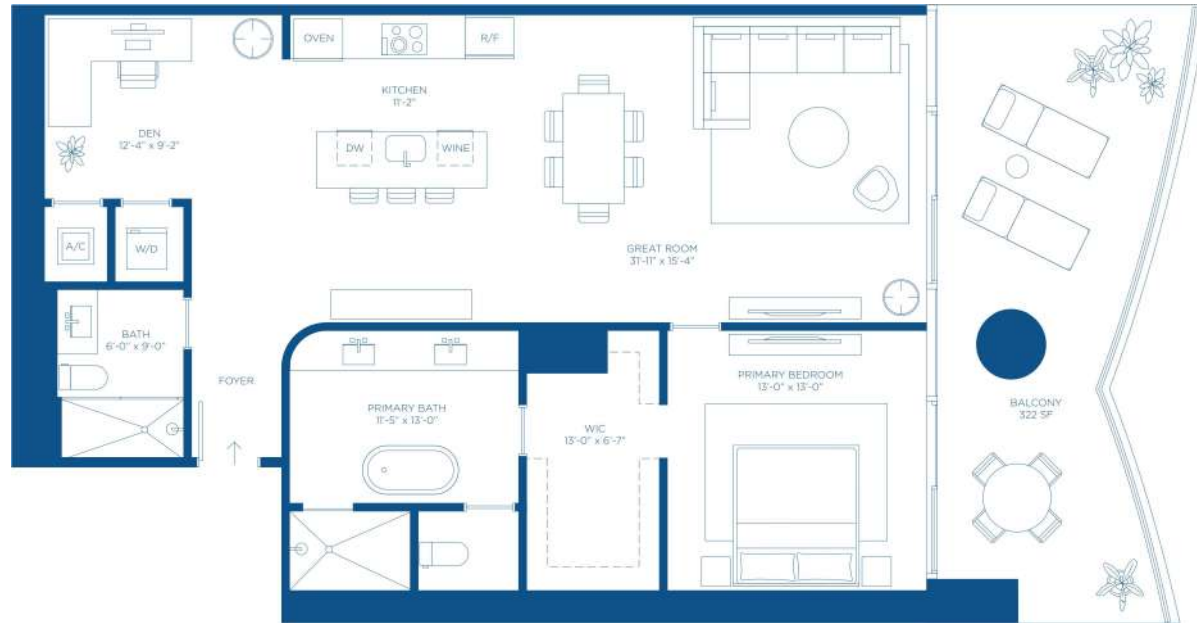 OVEN
R/F
KITCHEN
11'-2"
DEN
12'-4" x 9'-2"
DW
WINE
A/C
W/D
GREAT ROOM
31'-11" x 15'-4"
BATH
6'-0" x 9'-0"
FOYER
PRIMARY BATH
11'-5" x 13'-0"
WIC
13'-0" x 6'-7"
PRIMARY BEDROOM
13'-0" x 13'-0"
BALCONY
322 SF